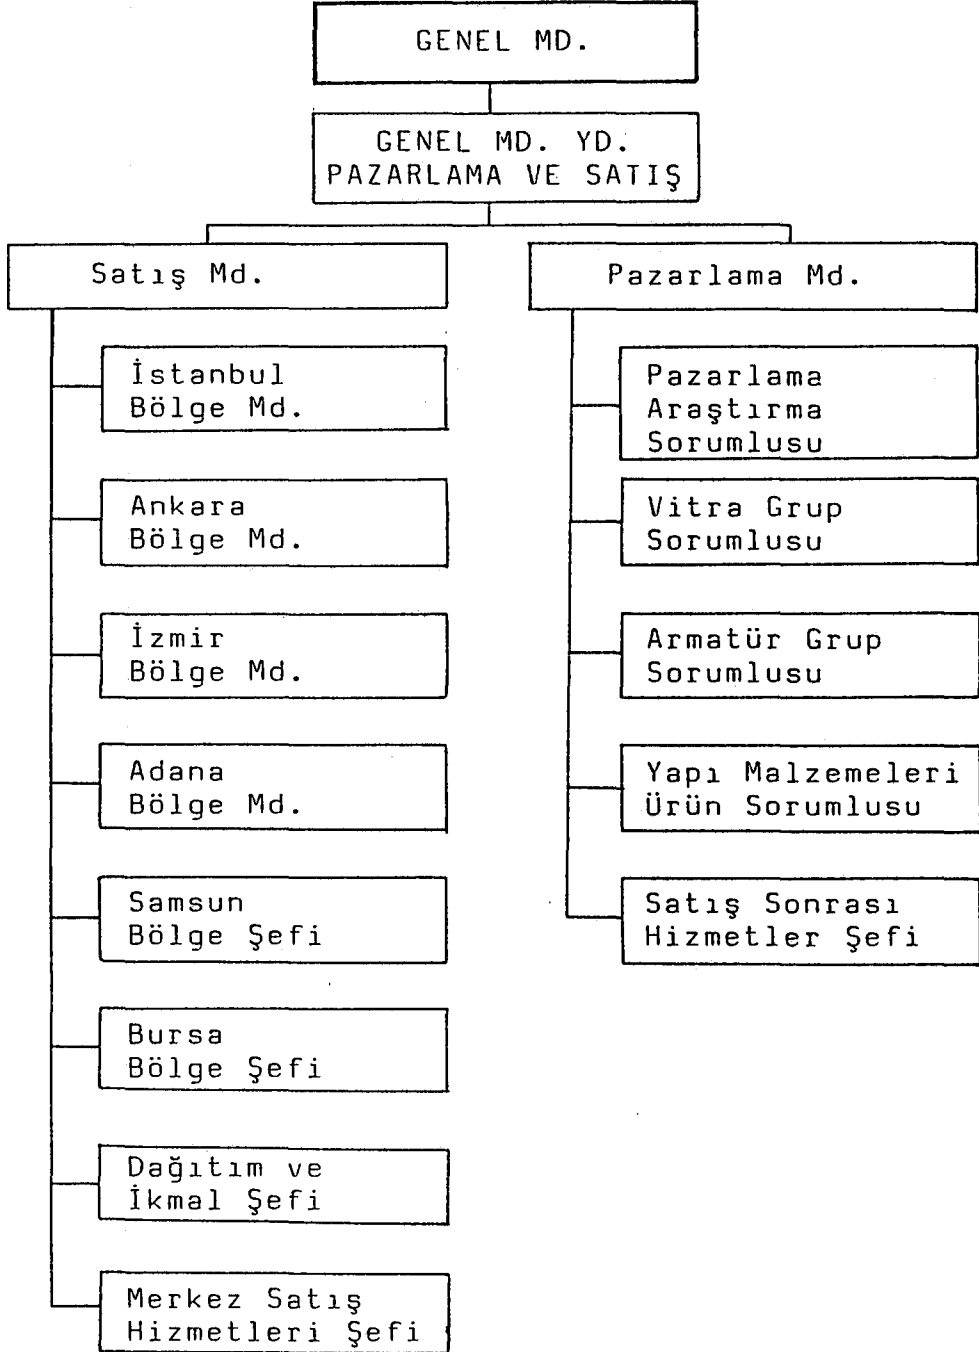 GENEL MD.
GENEL MD. YD.
PAZARLAMA VE SATIŞ
Satış Md.
İstanbul
Bölge Md.
Ankara
Bölge Md.
İzmir
Bölge Md.
Adana
Bölge Md.
Samsun
Bölge Şefi
Bursa
Bölge Şefi
Dağıtım ve
İkmal Şefi
Merkez Satış
Hizmetleri Şefi
Pazarlama Md.
Pazarlama
Araştırma
Sorumlusu
Vitra Grup
Sorumlusu
Armatür Grup
Sorumlusu
Yapı Malzemeleri
Ürün Sorumlusu
Satış Sonrası
Hizmetler Şefi